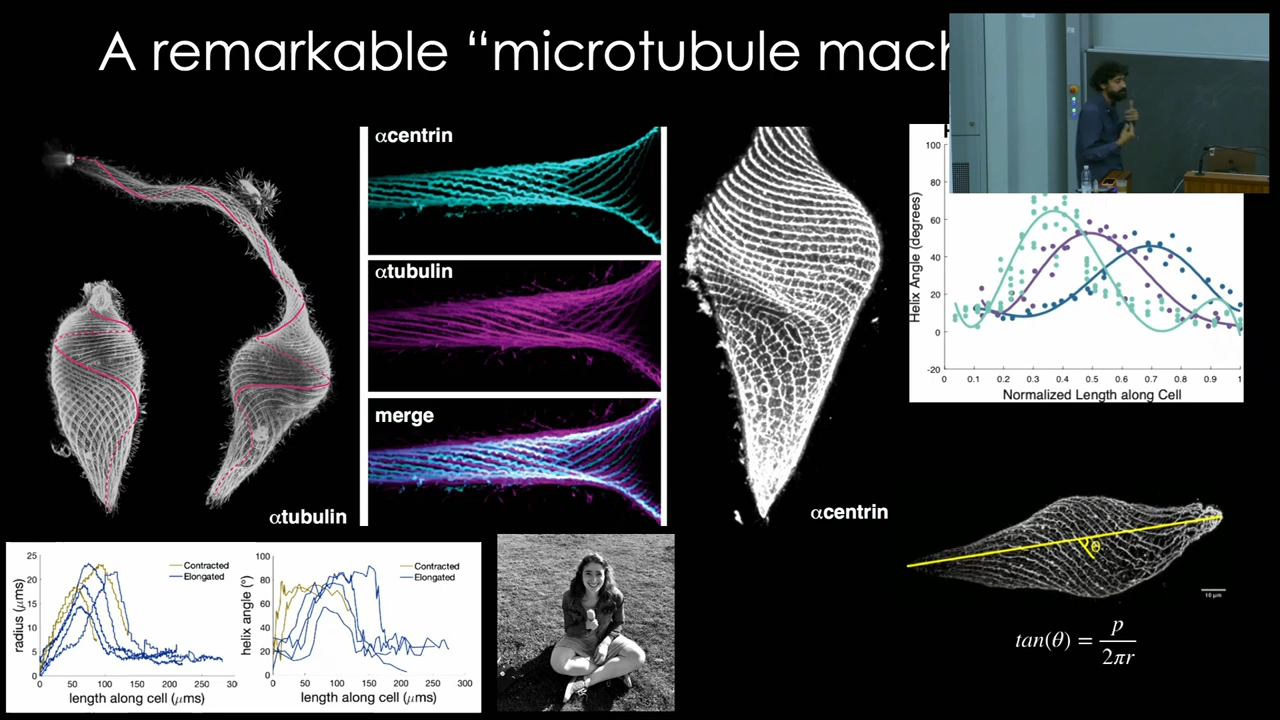 A remarkable “microtubule mach
αcentrin
αtubulin
merge
αtubulin
αcentrin
Helix Angle (degrees)
100
80
60
40
20
0
-20
0 0.1 0.2 0.3 0.4 0.5 0.6 0.7 0.8 0.9 1
Normalized Length along Cell
θ
10 μm
tan(θ) = p / 2πr
radius (μms)
25
20
15
10
5
0
0 50 100 150 200 250 30
length along cell (μms)
Contracted
Elongated
helix angle (°)
100
80
60
40
20
0
0 50 100 150 200 250 300
length along cell (μms)
Contracted
Elongated